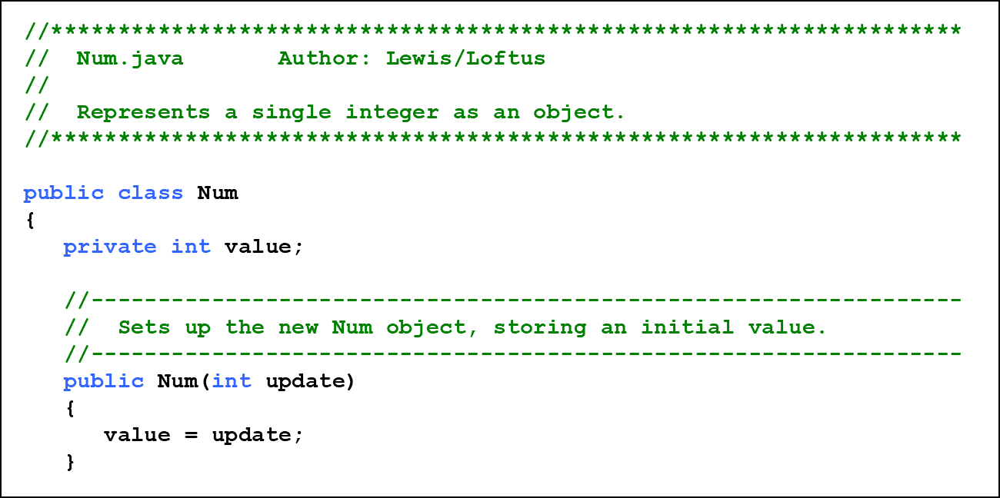 //********************************************************************
//  Num.java       Author: Lewis/Loftus
//
//  Represents a single integer as an object.
//********************************************************************
public class Num
{
   private int value;
   //-----------------------------------------------------------------
   //  Sets up the new Num object, storing an initial value.
   //-----------------------------------------------------------------
   public Num(int update)
   {
      value = update;
   }